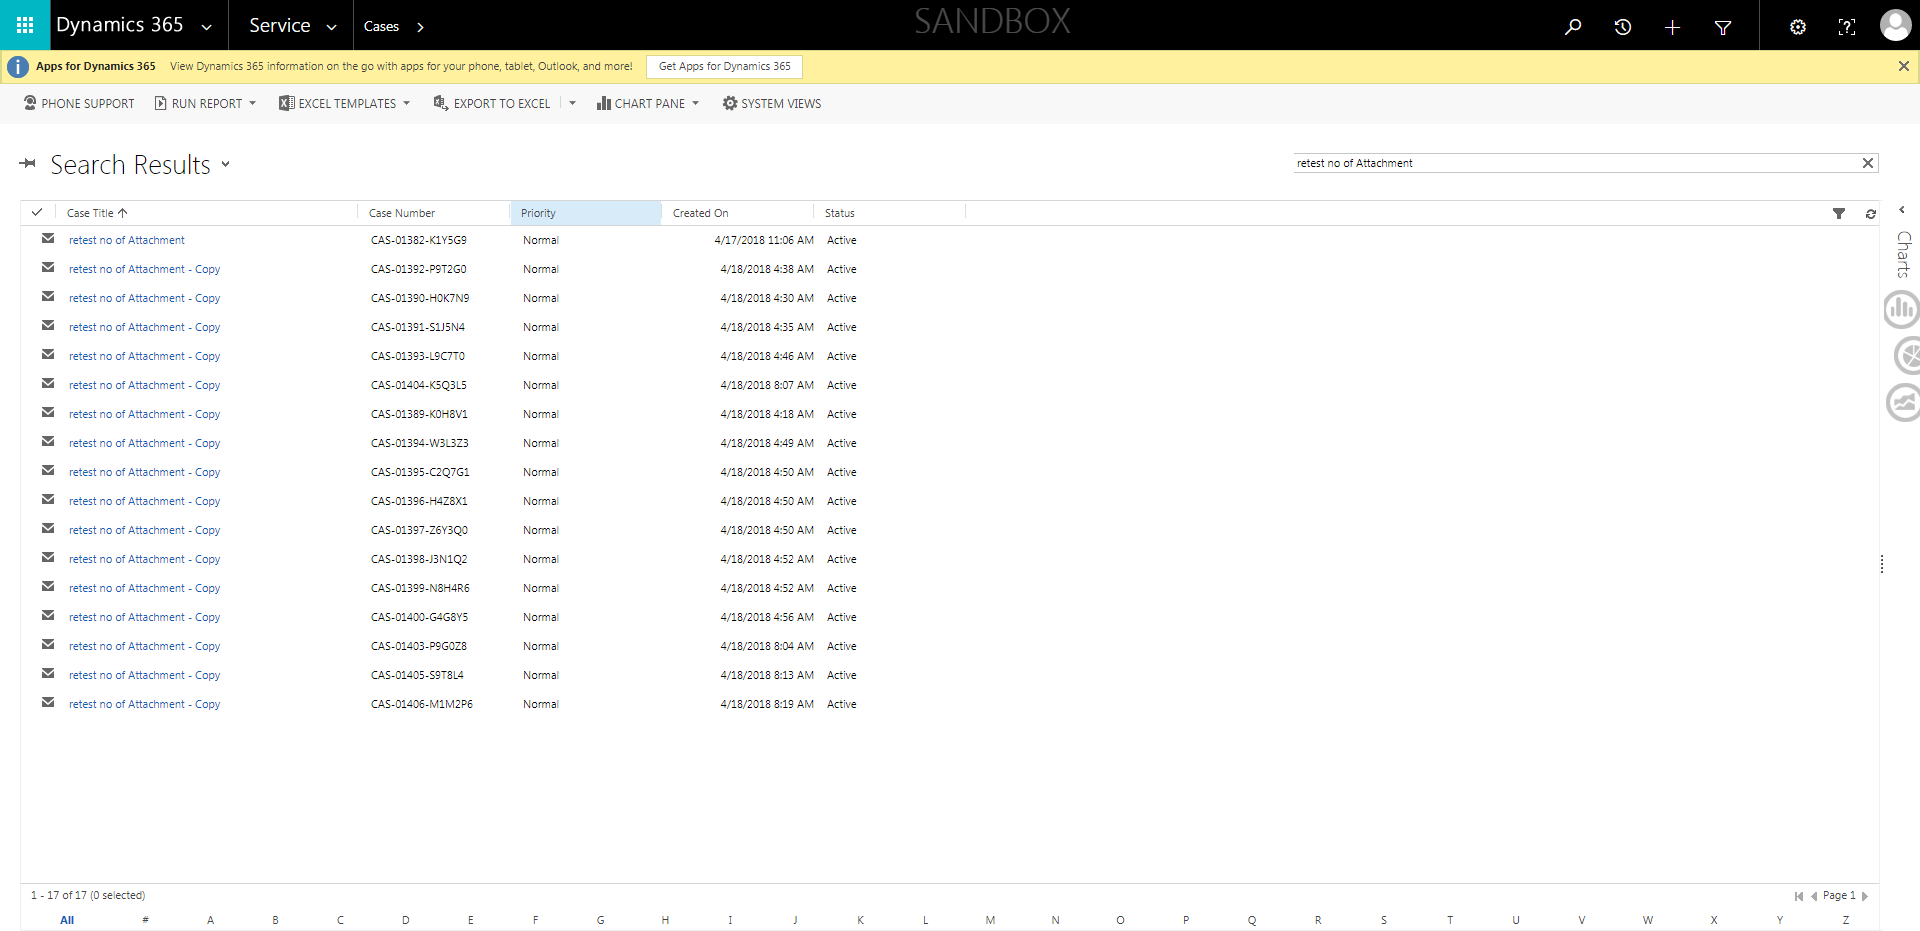 Dynamics 365 Service Cases SANDBOX
Apps for Dynamics 365 View Dynamics 365 information on the go with apps for your phone, tablet, Outlook, and more! Get Apps for Dynamics 365
PHONE SUPPORT RUN REPORT EXCEL TEMPLATES EXPORT TO EXCEL CHART PANE SYSTEM VIEWS
Search Results retest no of Attachment
Case Title Case Number Priority Created On Status
retest no of Attachment CAS-01382-K1Y5G9 Normal 4/17/2018 11:06 AM Active
retest no of Attachment - Copy CAS-01392-P9T2G0 Normal 4/18/2018 4:38 AM Active
retest no of Attachment - Copy CAS-01390-H0K7N9 Normal 4/18/2018 4:30 AM Active
retest no of Attachment - Copy CAS-01391-S1J5N4 Normal 4/18/2018 4:35 AM Active
retest no of Attachment - Copy CAS-01393-L9C7T0 Normal 4/18/2018 4:46 AM Active
retest no of Attachment - Copy CAS-01404-K5Q3L5 Normal 4/18/2018 8:07 AM Active
retest no of Attachment - Copy CAS-01389-K0H8V1 Normal 4/18/2018 4:18 AM Active
retest no of Attachment - Copy CAS-01394-W3L3Z3 Normal 4/18/2018 4:49 AM Active
retest no of Attachment - Copy CAS-01395-C2Q7G1 Normal 4/18/2018 4:50 AM Active
retest no of Attachment - Copy CAS-01396-H4Z8X1 Normal 4/18/2018 4:50 AM Active
retest no of Attachment - Copy CAS-01397-Z6Y3Q0 Normal 4/18/2018 4:50 AM Active
retest no of Attachment - Copy CAS-01398-J3N1Q2 Normal 4/18/2018 4:52 AM Active
retest no of Attachment - Copy CAS-01399-N8H4R6 Normal 4/18/2018 4:52 AM Active
retest no of Attachment - Copy CAS-01400-G4G8Y5 Normal 4/18/2018 4:56 AM Active
retest no of Attachment - Copy CAS-01403-P9G0Z8 Normal 4/18/2018 8:04 AM Active
retest no of Attachment - Copy CAS-01405-S9T8L4 Normal 4/18/2018 8:13 AM Active
retest no of Attachment - Copy CAS-01406-M1M2P6 Normal 4/18/2018 8:19 AM Active
Charts
1 - 17 of 17 (0 selected) Page 1
All # A B C D E F G H I J K L M N O P Q R S T U V W X Y Z